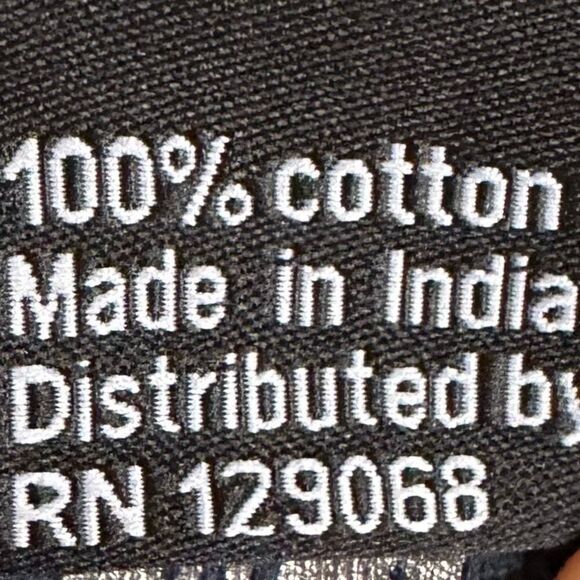 100% cotton
Made in India
Distributed by
RN 129068